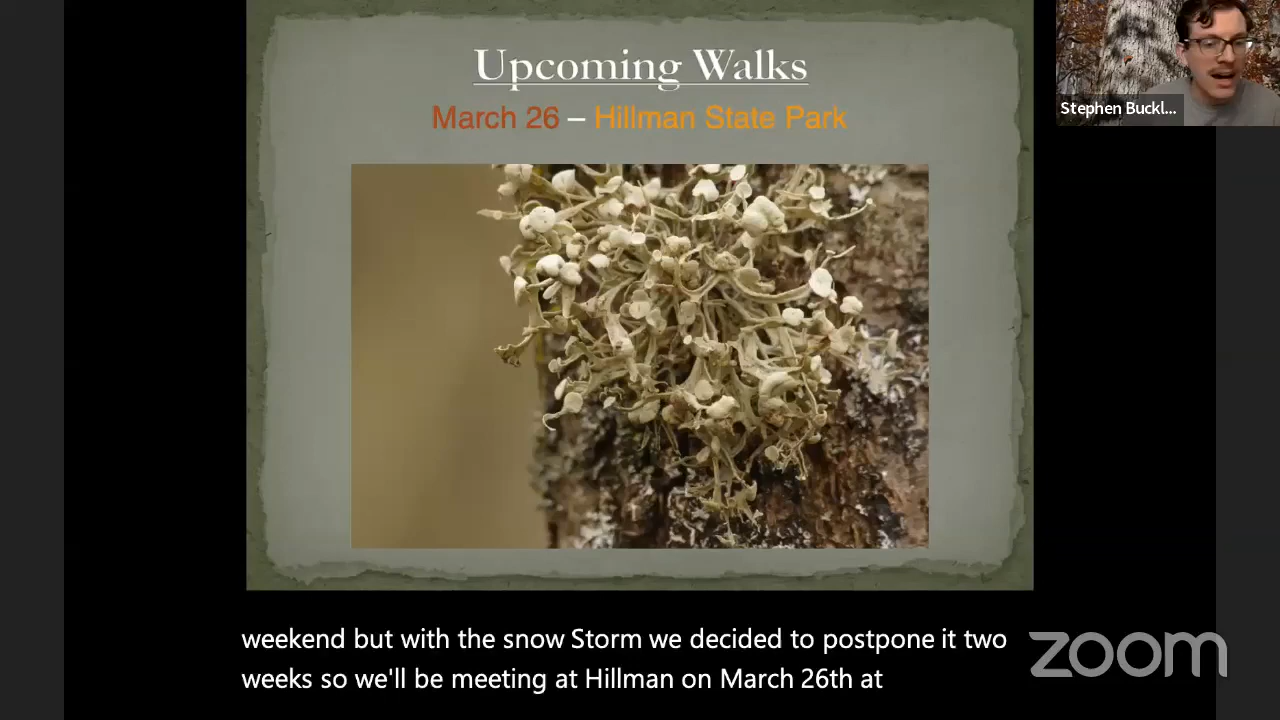 Upcoming Walks
March 26 – Hillman State Park
Stephen Buckl...
weekend but with the snow Storm we decided to postpone it two
weeks so we'll be meeting at Hillman on March 26th at
zoom